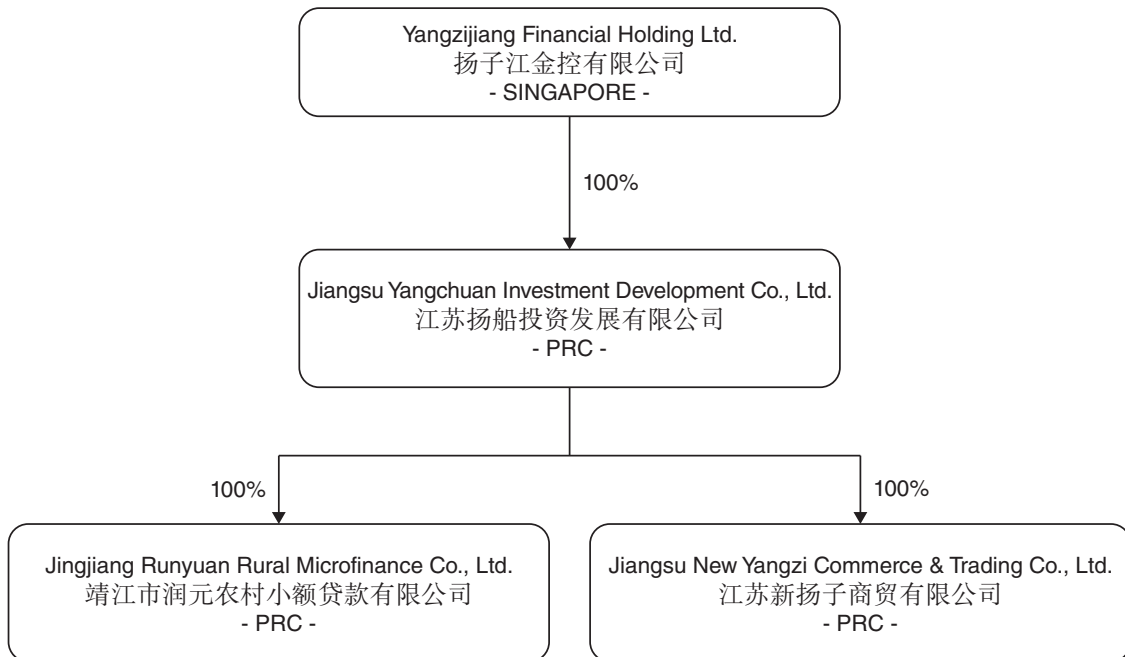 Yangzijiang Financial Holding Ltd.
扬子江金控有限公司
- SINGAPORE -
100%
Jiangsu Yangchuan Investment Development Co., Ltd.
江苏扬船投资发展有限公司
- PRC -
100%
100%
Jingjiang Runyuan Rural Microfinance Co., Ltd.
靖江市润元农村小额贷款有限公司
- PRC -
Jiangsu New Yangzi Commerce & Trading Co., Ltd.
江苏新扬子商贸有限公司
- PRC -